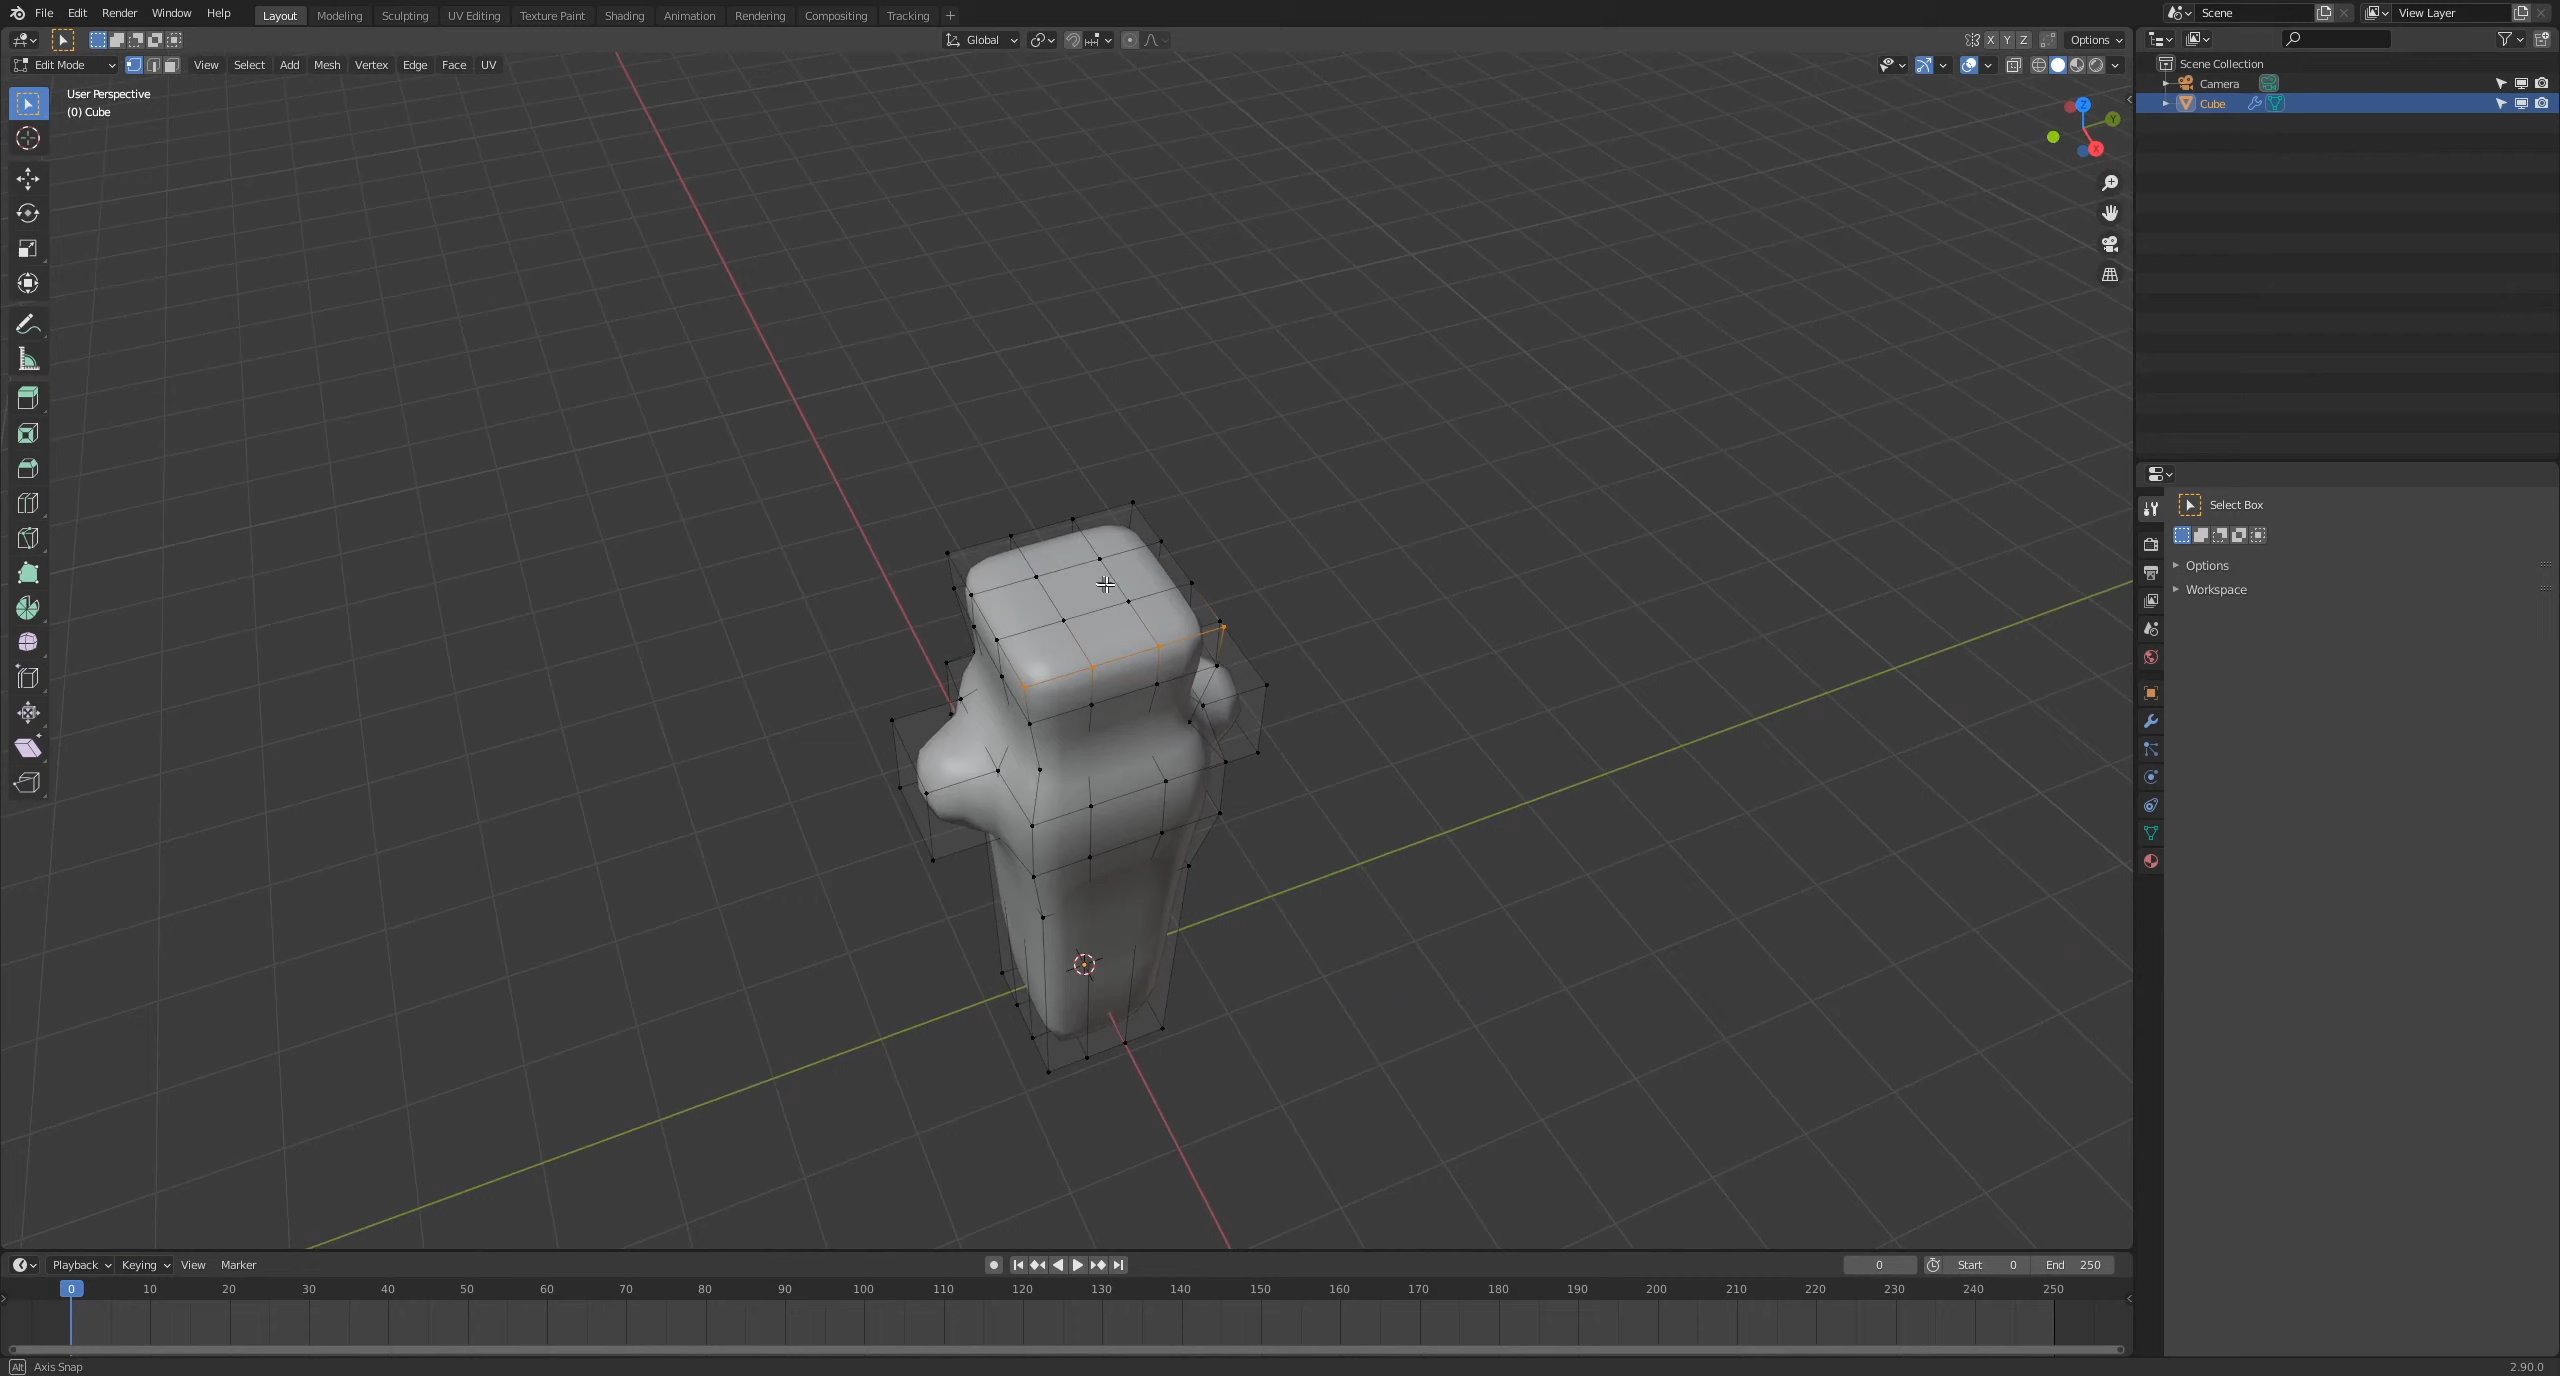 File Edit Render Window Help Layout Modeling Sculpting UV Editing Texture Paint Shading Animation Rendering Compositing Scripting Tracking + Scene View Layer
Global X Y Z Options
Edit Mode View Select Add Mesh Vertex Edge Face UV
Scene Collection
Camera
Cube
User Perspective
(0) Cube
Z
Y
X
Select Box
Options
Workspace
Playback Keying View Marker 0 Start 0 End 250
0 10 20 30 40 50 60 70 80 90 100 110 120 130 140 150 160 170 180 190 200 210 220 230 240 250
Alt Axis Snap 2.90.0